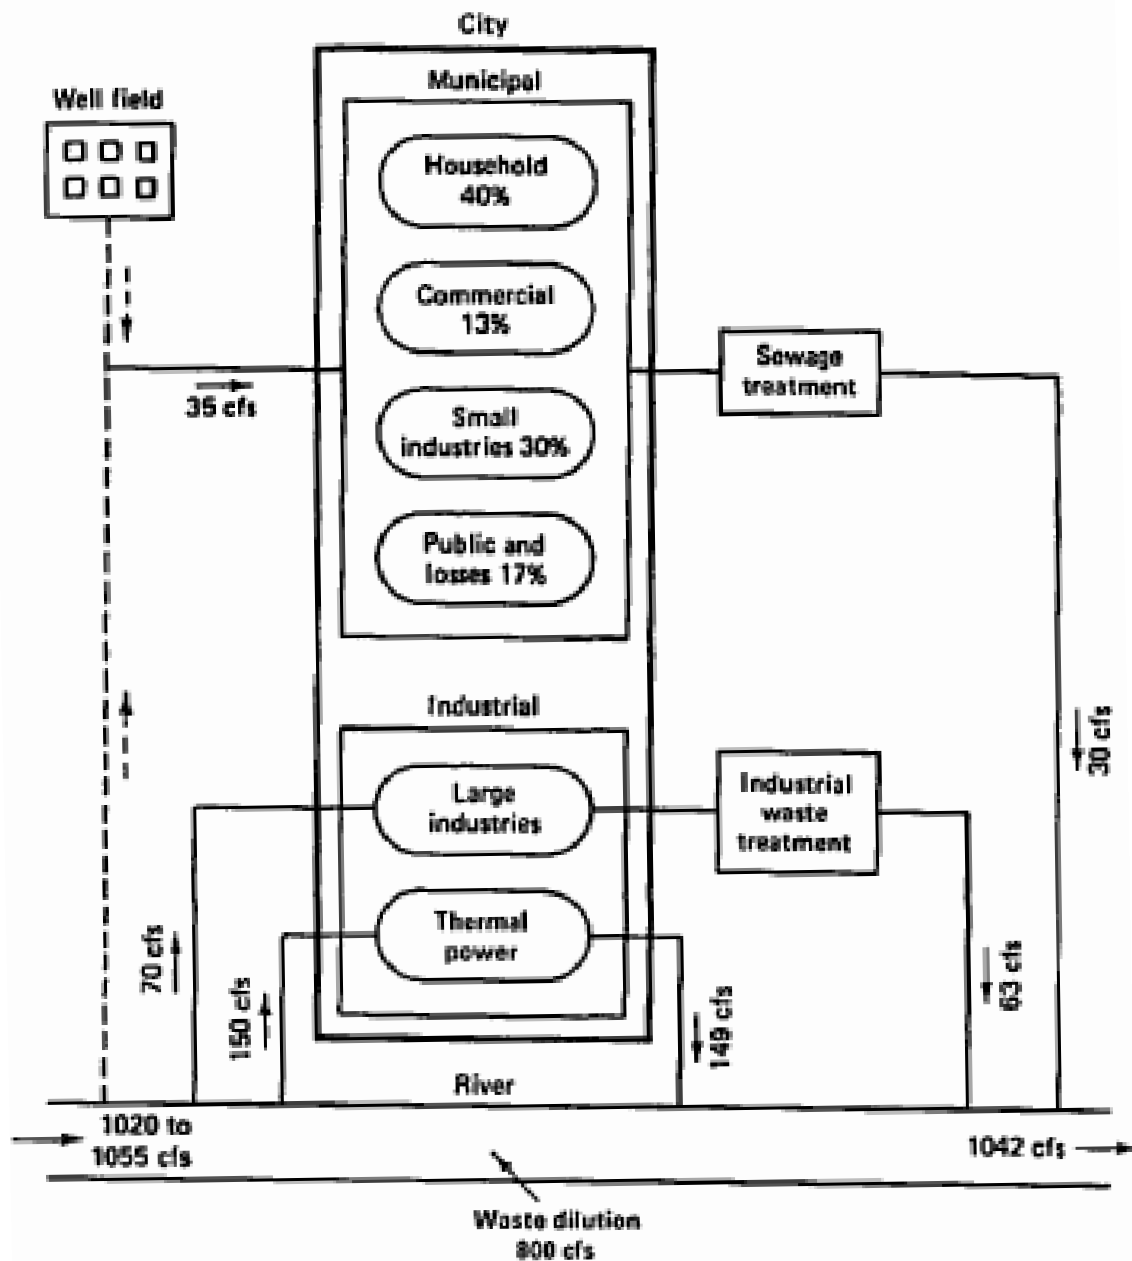 City
Municipal
Well field
Household
40%
Commercial
13%
35 cfs
Small
industries 30%
Public and
losses 17%
Sewage
treatment
30 cfs
Industrial
Large
industries
Industrial
waste
treatment
Thermal
power
70 cfs
150 cfs
149 cfs
63 cfs
River
1020 to
1055 cfs
1042 cfs
Waste dilution
800 cfs